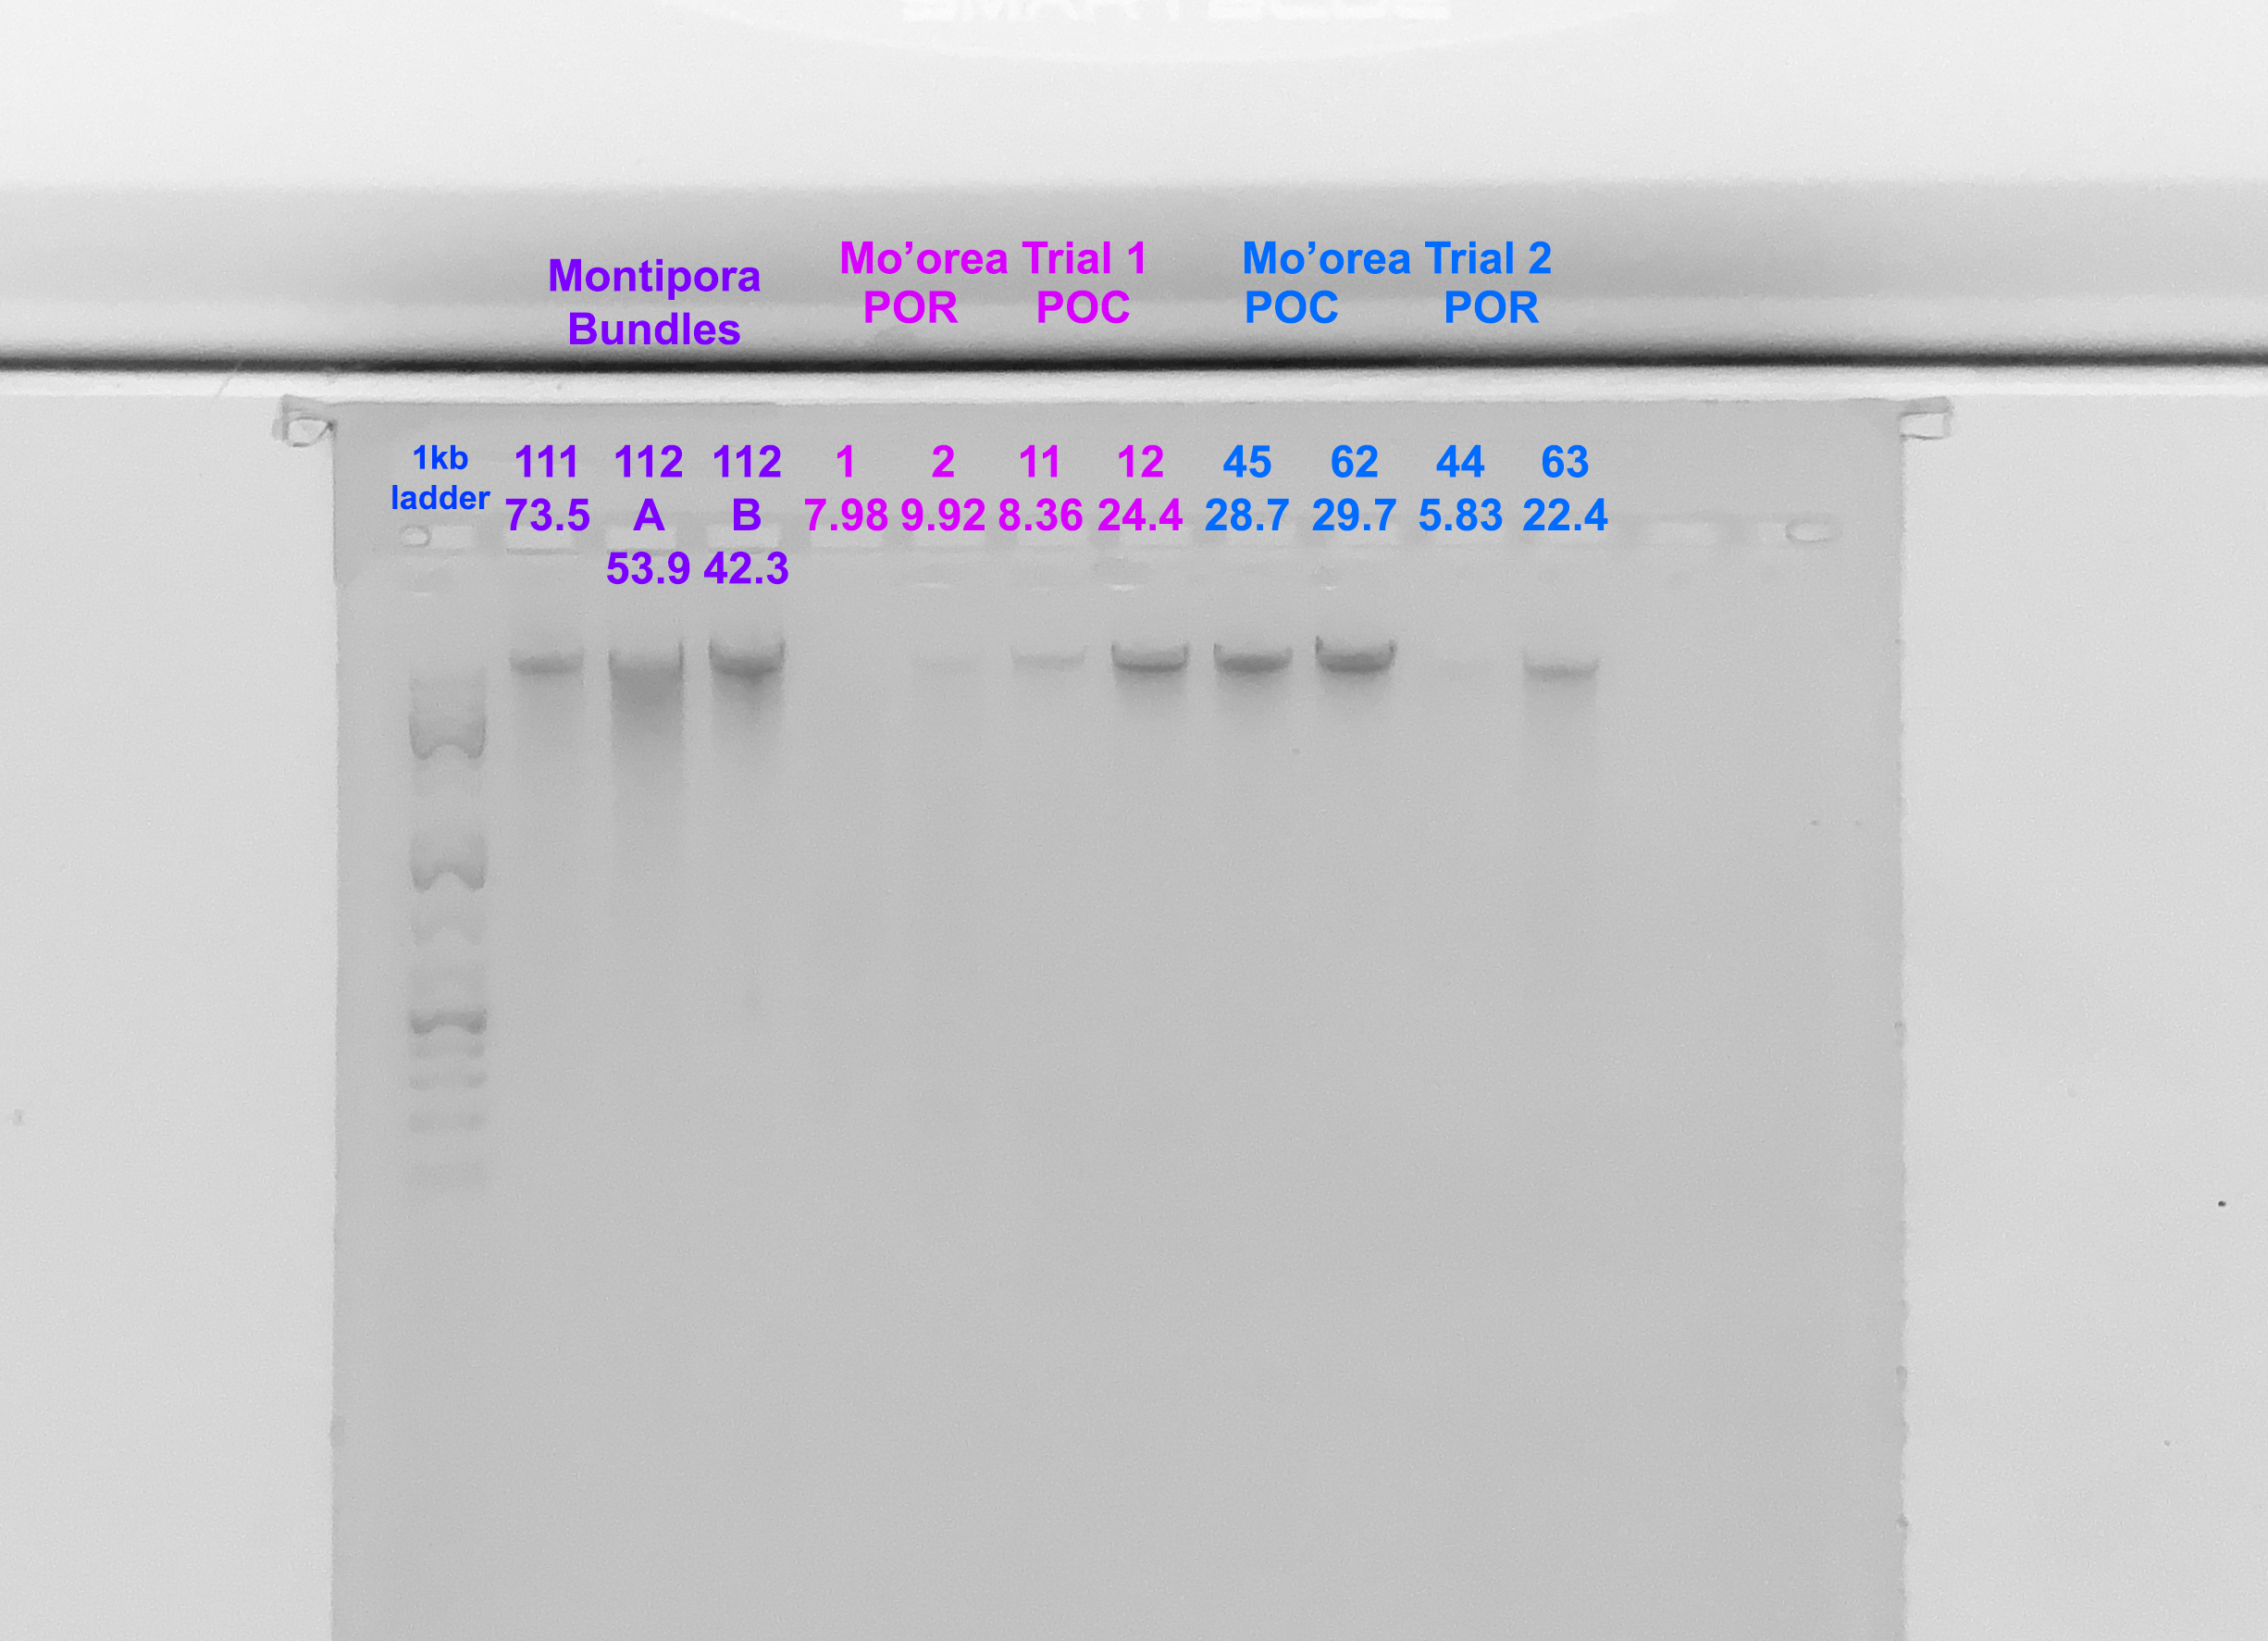 Montipora
Bundles
Mo’orea Trial 1
POR POC
Mo’orea Trial 2
POC POR
1kb
ladder
111 112 112 1 2 11 12 45 62 44 63
73.5 A B 7.98 9.92 8.36 24.4 28.7 29.7 5.83 22.4
53.9 42.3